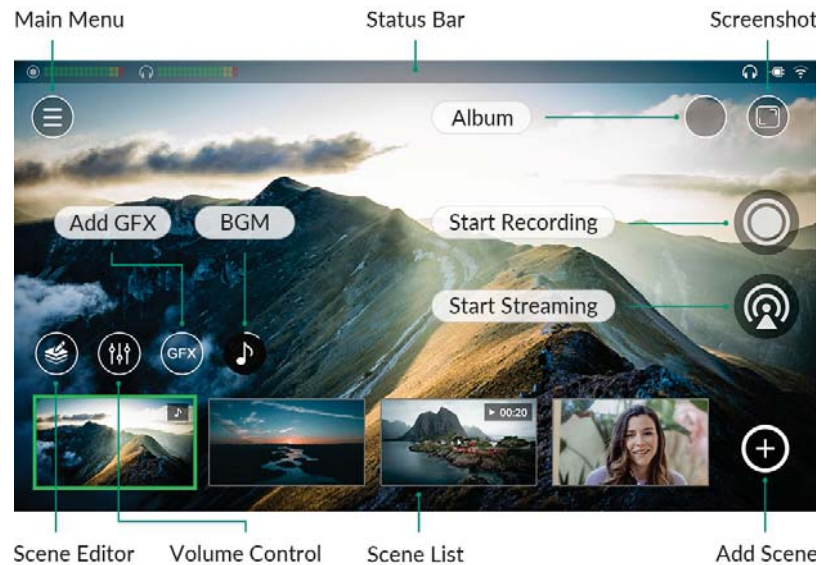 Main Menu
Status Bar
Screenshot
Album
Add GFX
BGM
Start Recording
Start Streaming
GFX
00:20
Scene Editor
Volume Control
Scene List
Add Scene